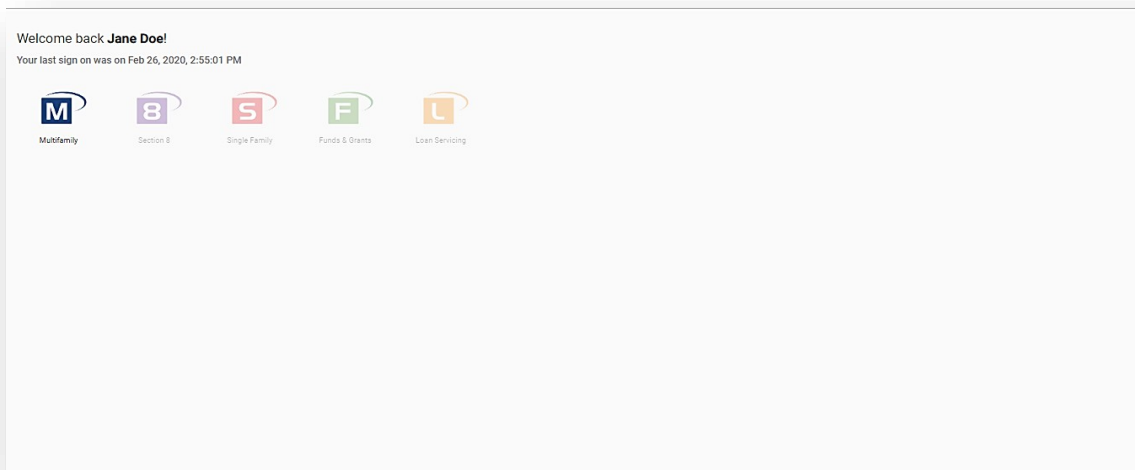 Welcome back Jane Doe!
Your last sign on was on Feb 26, 2020, 2:55:01 PM
M 8 S F L
Multifamily Section 8 Single Family Funds & Grants Loan Servicing